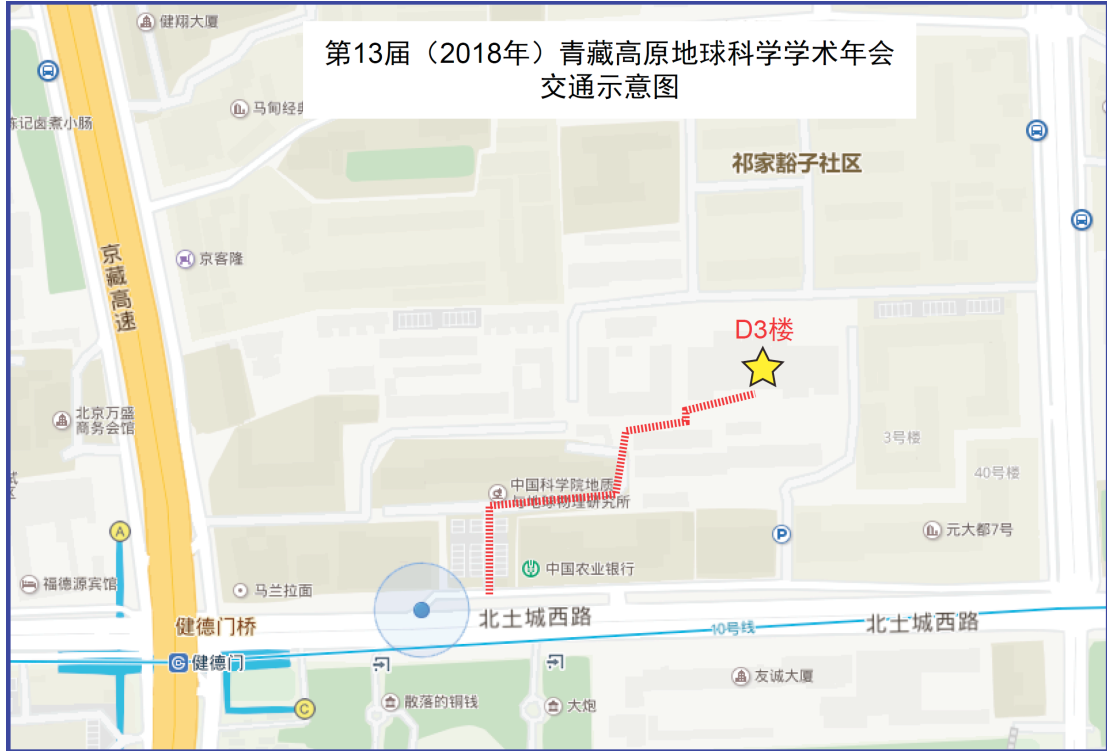 健翔大厦
第13届（2018年）青藏高原地球科学学术年会
交通示意图
马甸经典
记卤煮小肠
祁家豁子社区
京藏高速
京客隆
D3楼
北京万盛
商务会馆
3号楼
40号楼
中国科学院地质
与地球物理研究所
A
P
元大都7号
中国农业银行
福德源宾馆
马兰拉面
北土城西路
北土城西路
健德门桥
10号线
健德门
友诚大厦
散落的铜钱
大炮
C